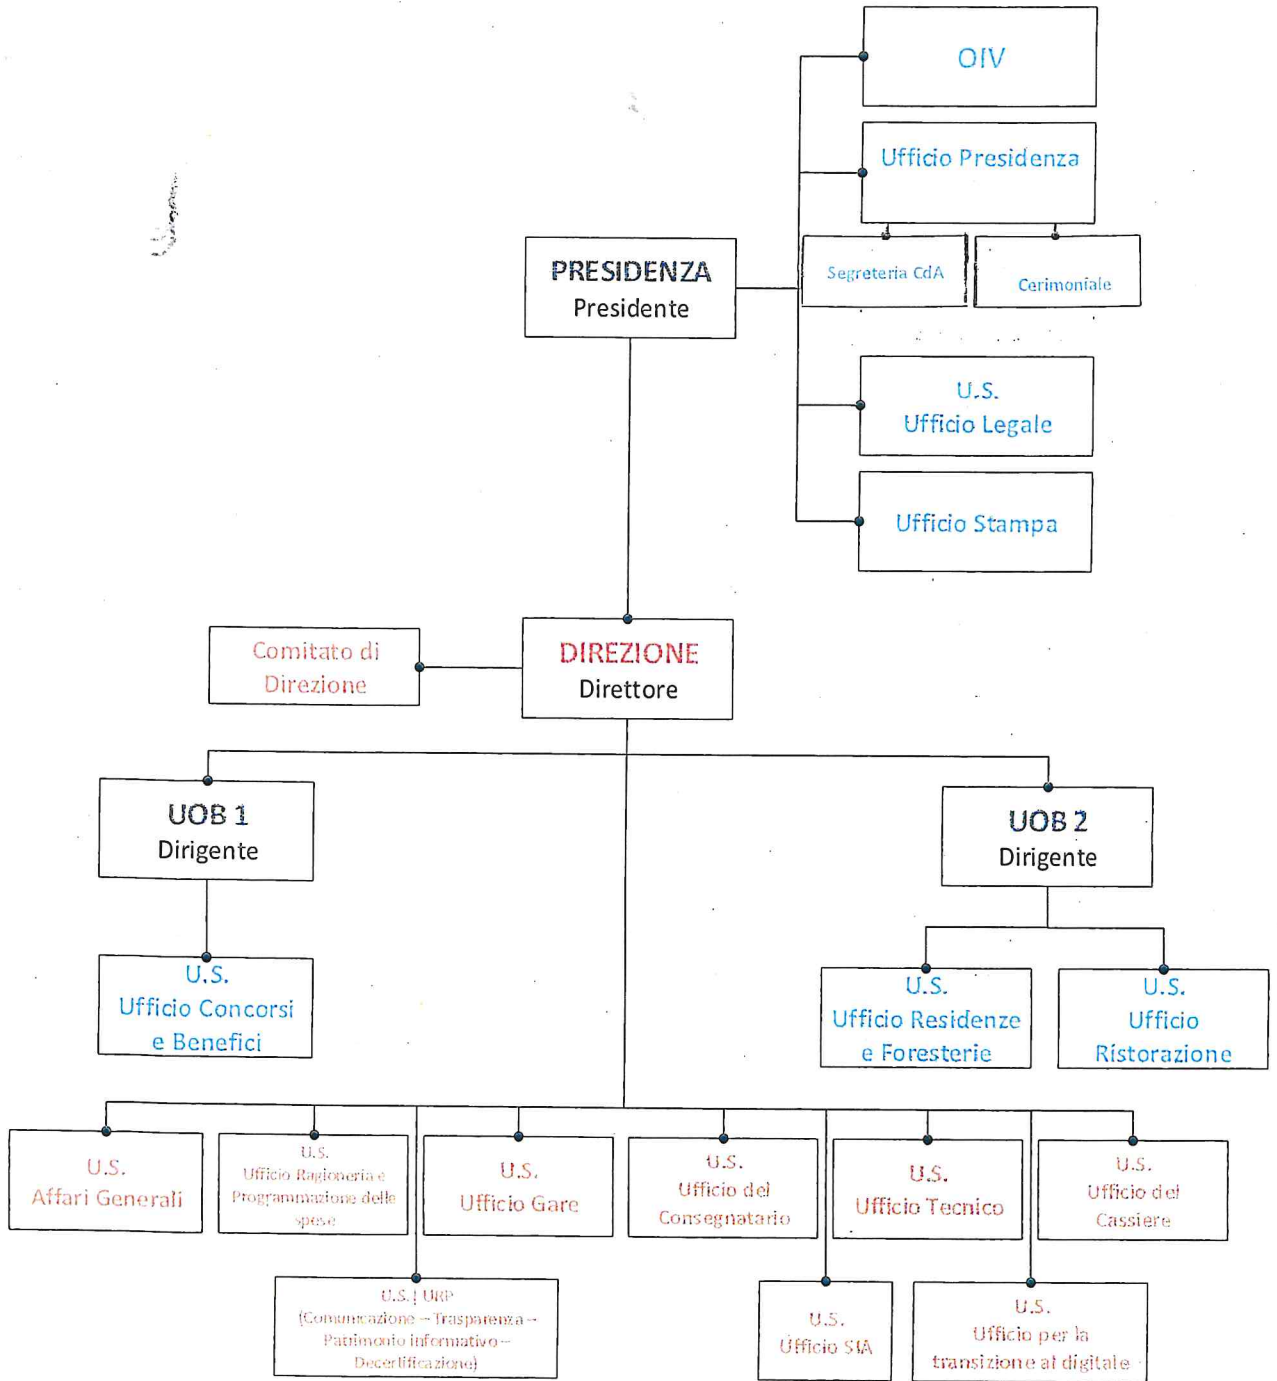 OIV
Ufficio Presidenza
Segreteria CdA
Cerimoniale
PRESIDENZA
Presidente
U.S.
Ufficio Legale
Ufficio Stampa
Comitato di
Direzione
DIREZIONE
Direttore
UOB 1
Dirigente
UOB 2
Dirigente
U.S.
Ufficio Concorsi
e Benefici
U.S.
Ufficio Residenze
e Foresterie
U.S.
Ufficio
Ristorazione
U.S.
Affari Generali
U.S.
Ufficio Ragioneria e
Programmazione delle
spese
U.S.
Ufficio Gare
U.S.
Ufficio del
Consegnatario
U.S.
Ufficio Tecnico
U.S.
Ufficio del
Cassiere
U.S. | URP
(Comunicazione – Trasparenza –
Patrimonio informativo –
Decertificazione)
U.S.
Ufficio SIA
U.S.
Ufficio per la
transizione al digitale